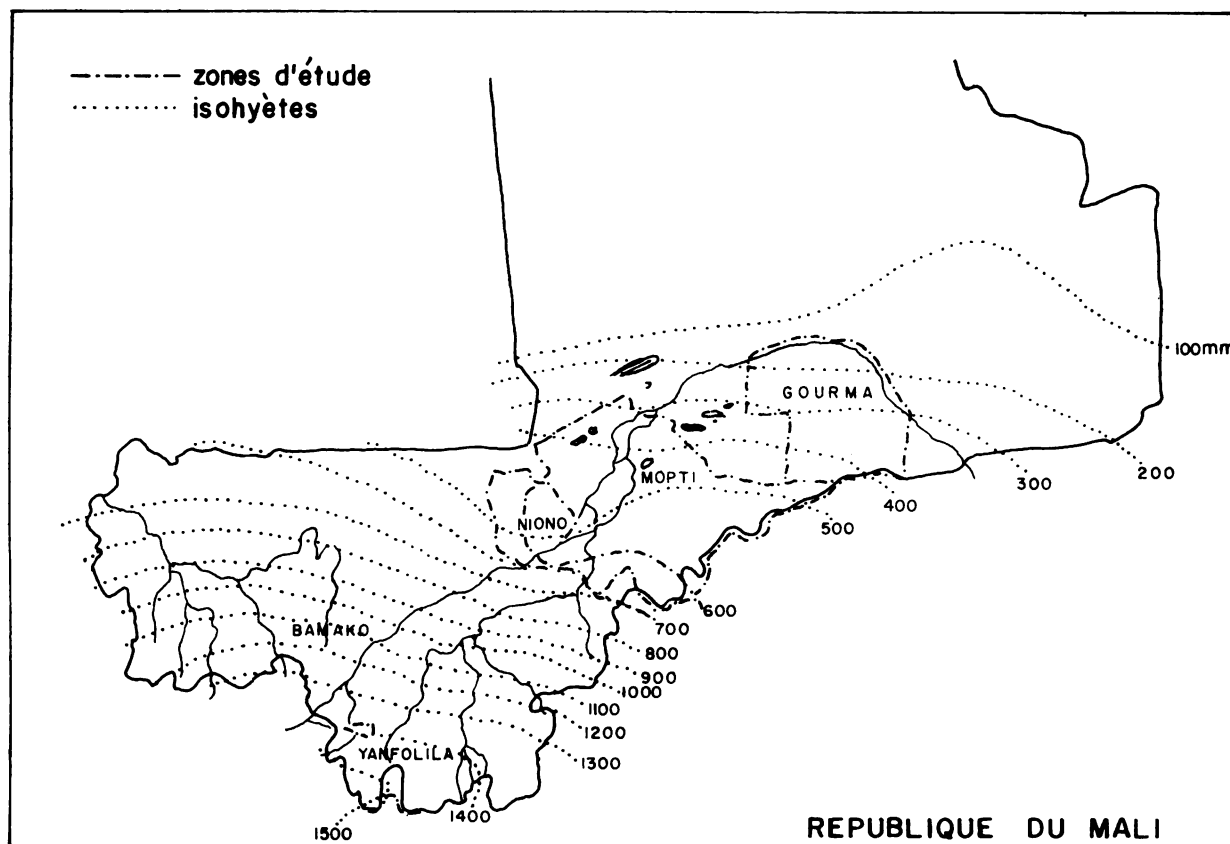 zones d'étude
isohyètes
100mm
GOURMA
200
MOPTI
300
400
500
NIONO
600
700
BAMAKO
800
900
1000
1100
1200
1300
YANFOLILA
1400
1500
REPUBLIQUE DU MALI